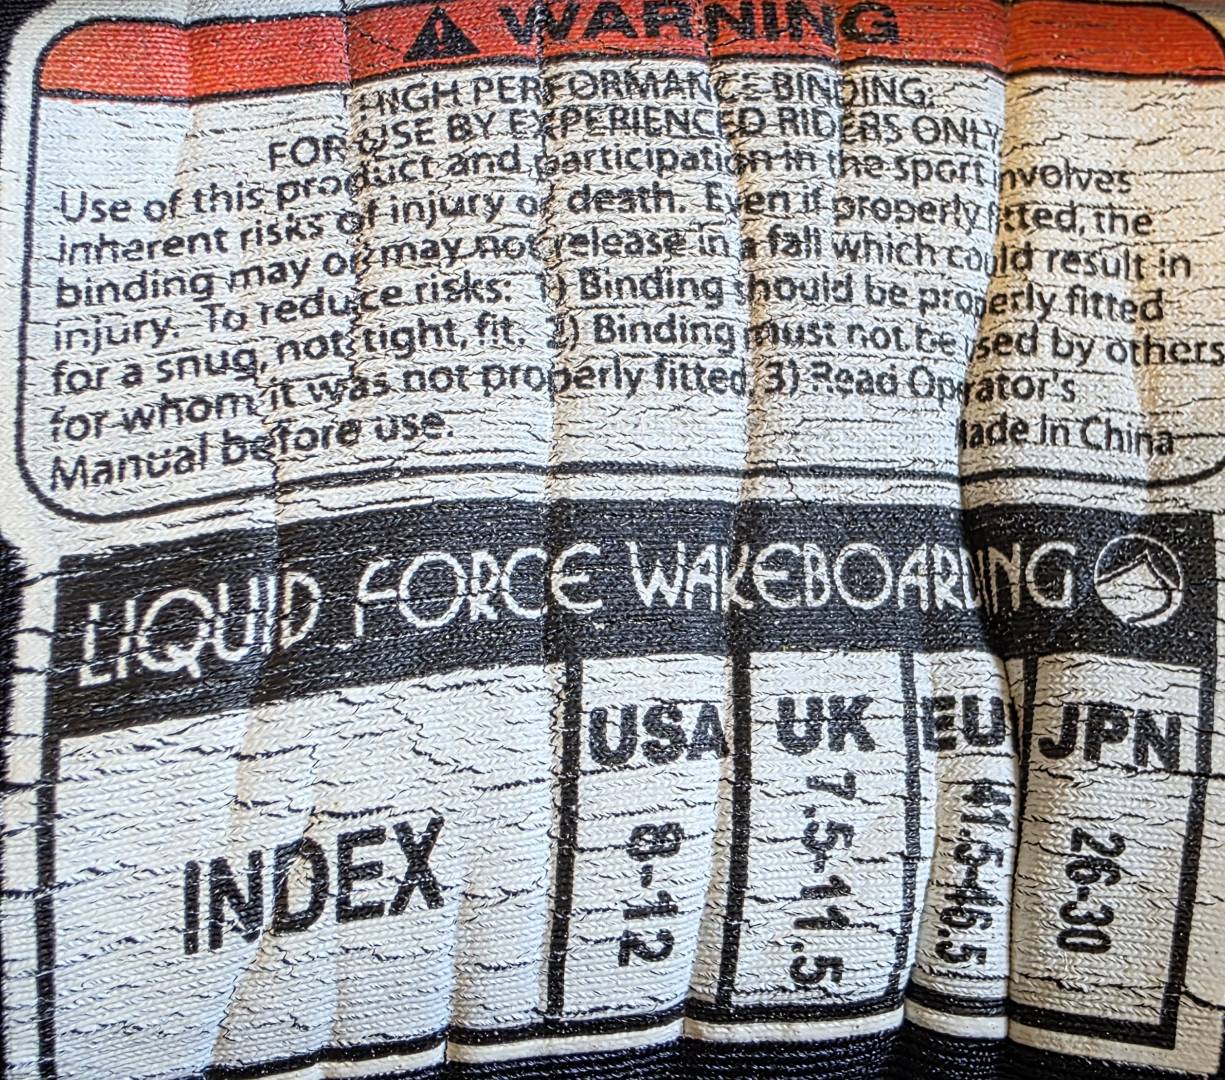 WARNING
HIGH PERFORMANCE BINDING:
FOR USE BY EXPERIENCED RIDERS ONLY
Use of this product and participation in the sport involves
inherent risks of injury or death. Even if properly fitted, the
binding may or may not release in a fall which could result in
injury. To reduce risks: 1) Binding should be properly fitted
for a snug, not tight, fit. 2) Binding must not be used by others
for whom it was not properly fitted 3) Read Operator's
Manual before use. Made in China
LIQUID FORCE WAKEBOARDING
INDEX
USA
8-12
UK
7.5-11.5
EU
41.5-46.5
JPN
26-30